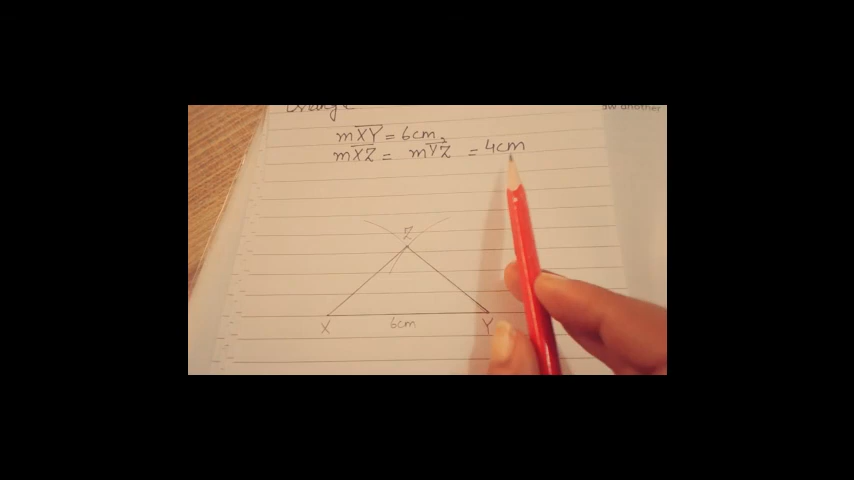 mXY = 6cm,
mXZ = mYZ = 4cm
Z
X 6cm Y